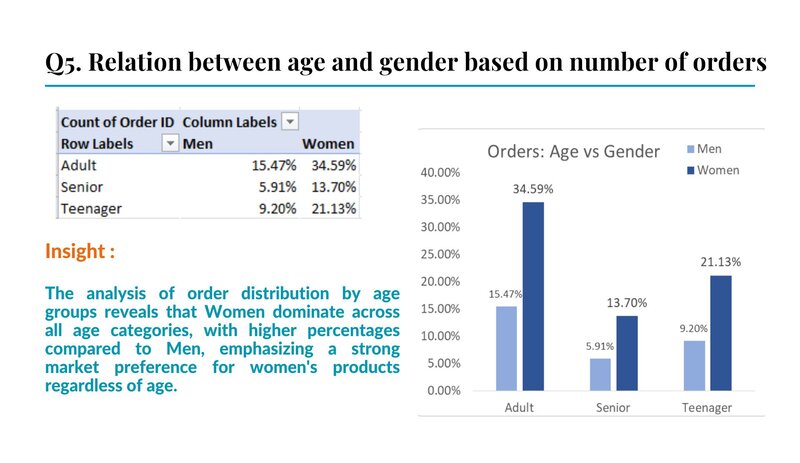 Q5. Relation between age and gender based on number of orders
Count of Order ID Column Labels
Row Labels Men Women
Adult 15.47% 34.59%
Senior 5.91% 13.70%
Teenager 9.20% 21.13%
Insight :
The analysis of order distribution by age
groups reveals that Women dominate across
all age categories, with higher percentages
compared to Men, emphasizing a strong
market preference for women's products
regardless of age.
Orders: Age vs Gender
Men
Women
40.00%
35.00%
30.00%
25.00%
20.00%
15.00%
10.00%
5.00%
0.00%
15.47%
34.59%
5.91%
13.70%
9.20%
21.13%
Adult Senior Teenager